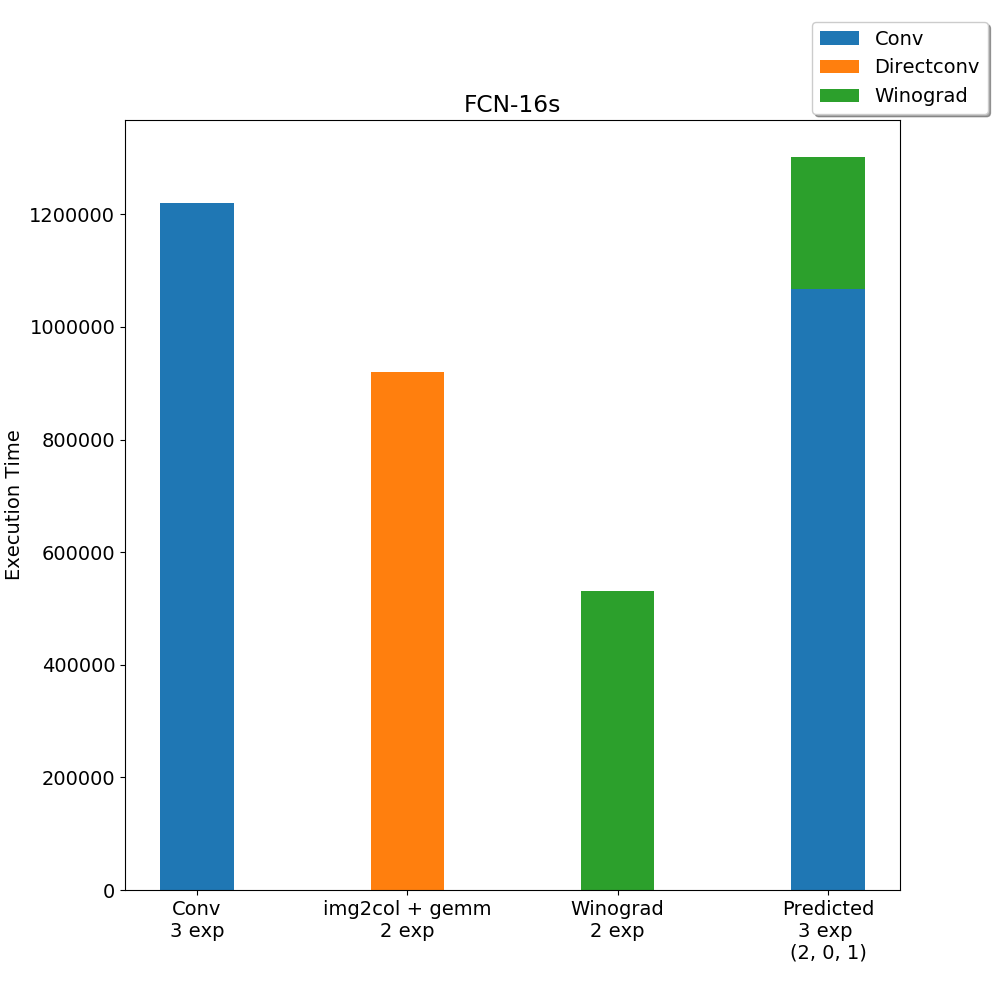 Conv
Directconv
Winograd
FCN-16s
Execution Time
1200000
1000000
800000
600000
400000
200000
0
Conv
3 exp
img2col + gemm
2 exp
Winograd
2 exp
Predicted
3 exp
(2, 0, 1)